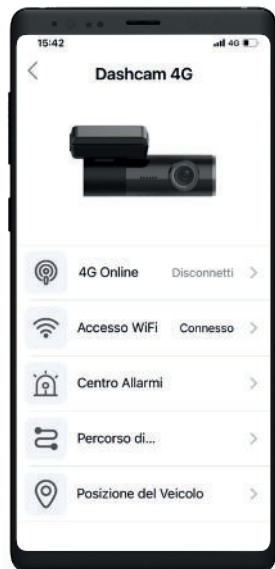 15:42 4G
Dashcam 4G
4G Online Disconnetti
Accesso WiFi Connesso
Centro Allarmi
Percorso di...
Posizione del Veicolo